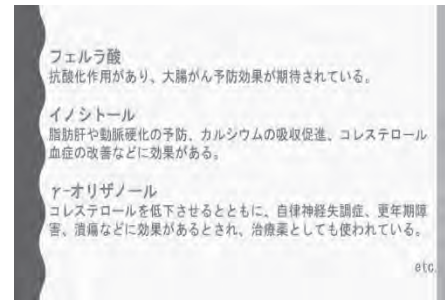 フェルラ酸
抗酸化作用があり、大腸がん予防効果が期待されている。
イノシトール
脂肪肝や動脈硬化の予防、カルシウムの吸収促進、コレステロール
血症の改善などに効果がある。
γ-オリザノール
コレステロールを低下させるとともに、自律神経失調症、更年期障
害、潰瘍などに効果があるとされ、治療薬としても使われている。
etc.